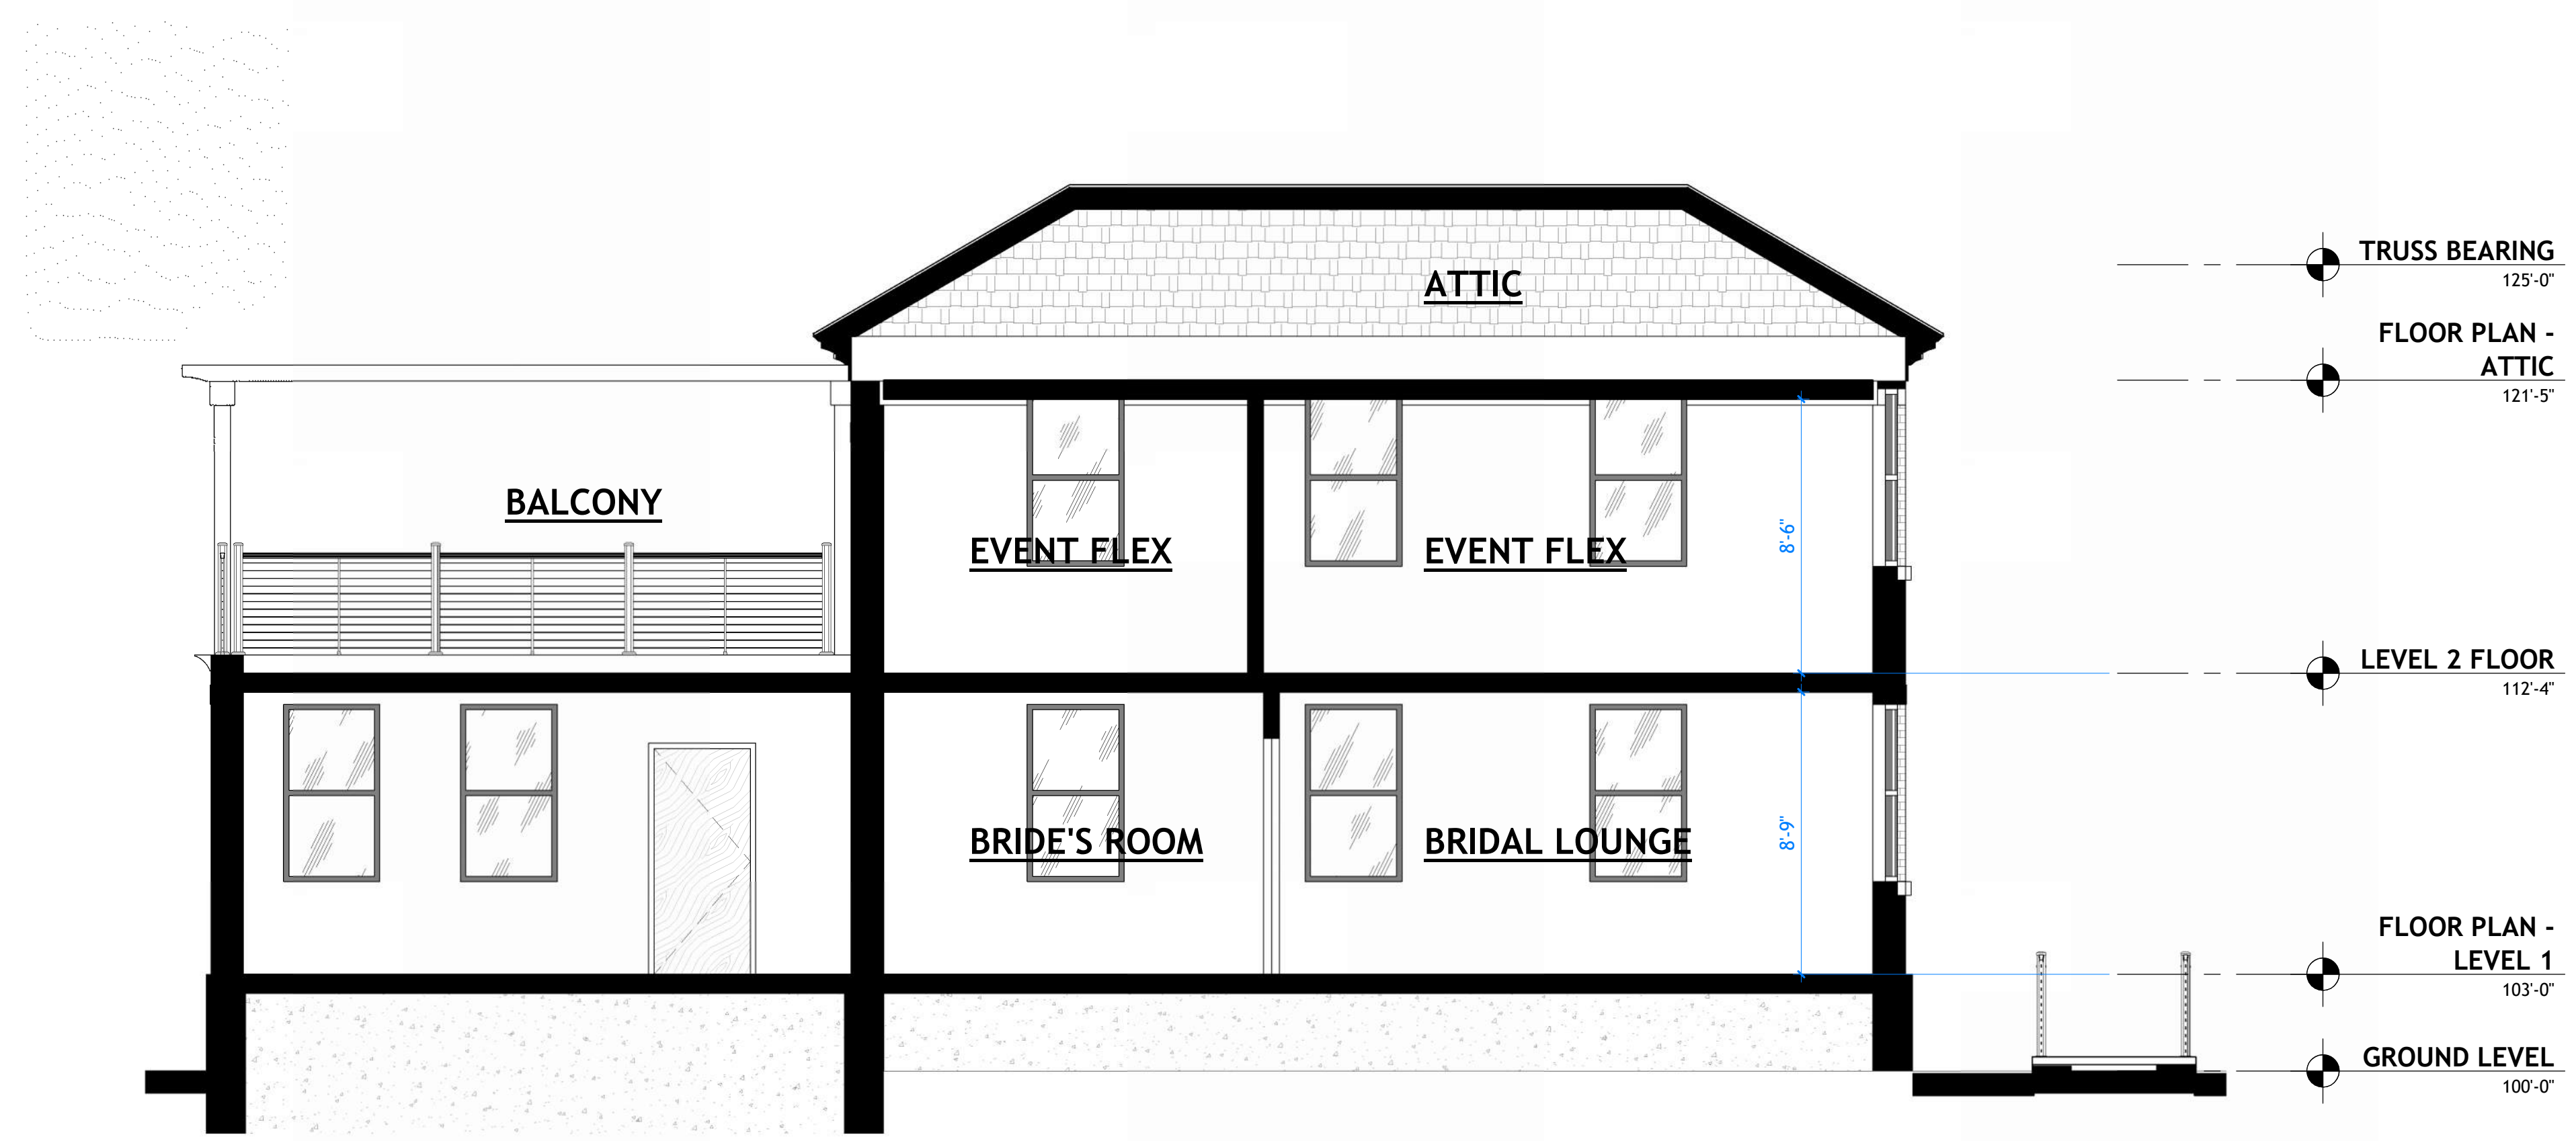 TRUSS BEARING
125'-0"
ATTIC
FLOOR PLAN -
ATTIC
121'-5"
BALCONY
EVENT FLEX
EVENT FLEX
8'-6"
LEVEL 2 FLOOR
112'-4"
BRIDE'S ROOM
BRIDAL LOUNGE
8'-9"
FLOOR PLAN -
LEVEL 1
103'-0"
GROUND LEVEL
100'-0"